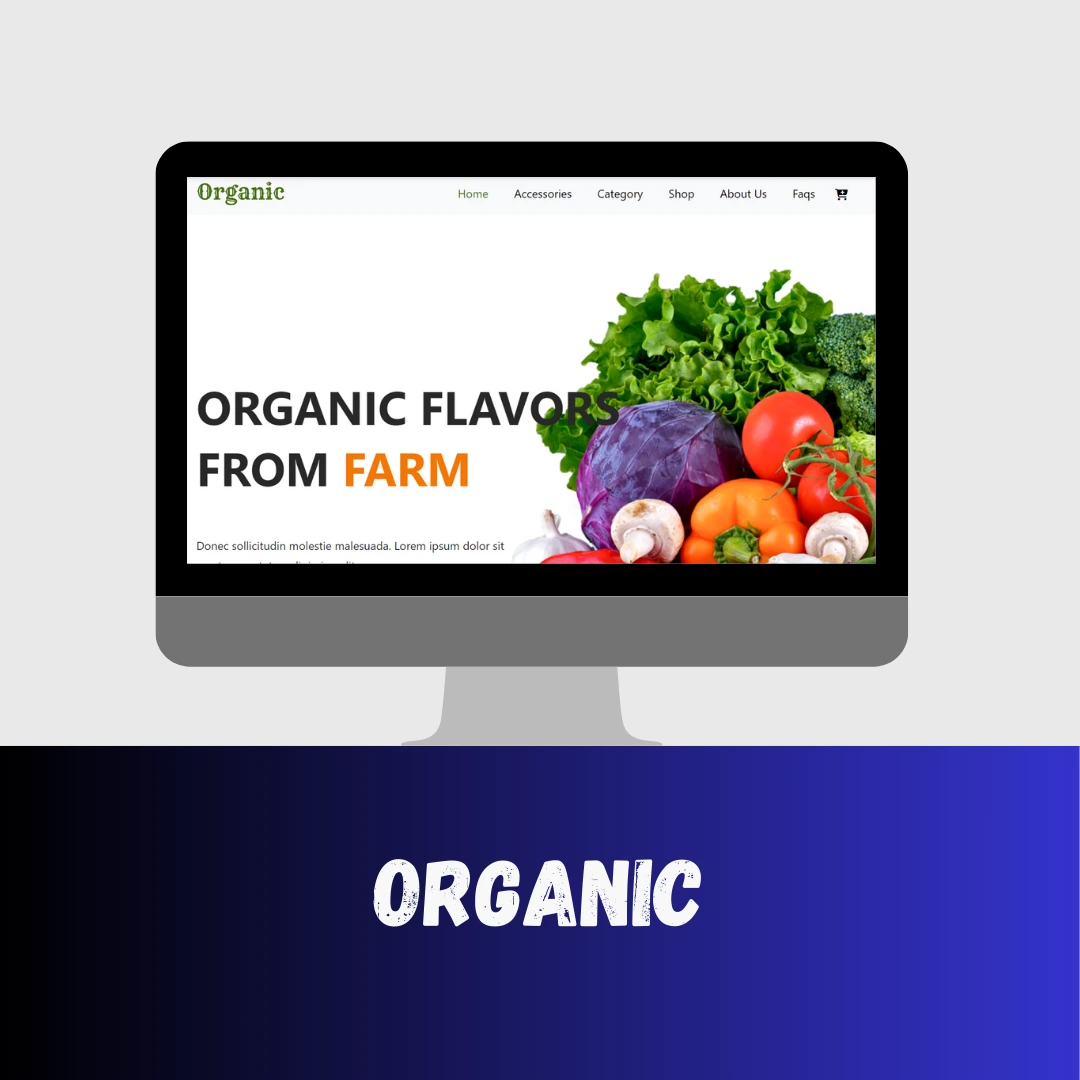 Organic
Home Accessories Category Shop About Us Faqs
ORGANIC FLAVORS
FROM FARM
Donec sollicitudin molestie malesuada. Lorem ipsum dolor sit
ORGANIC